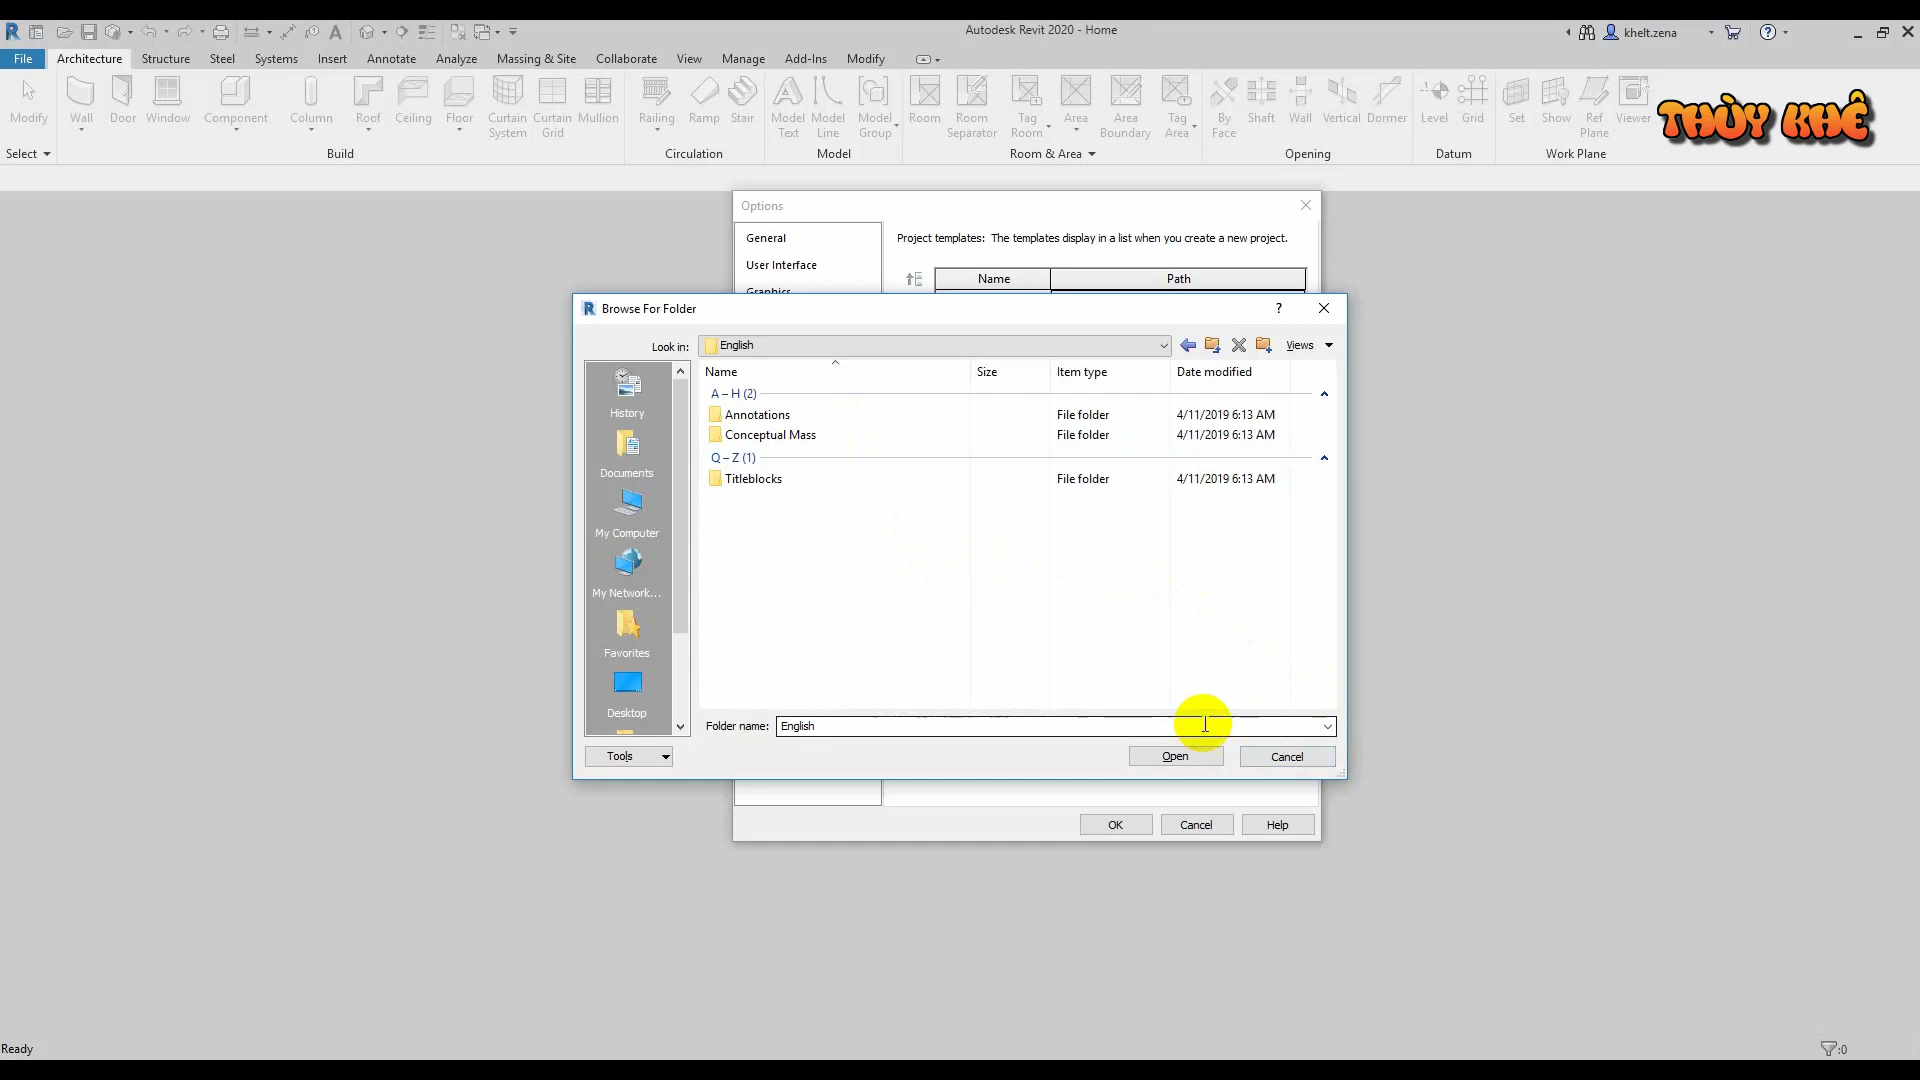 Autodesk Revit 2020 - Home
khelt.zena
File Architecture Structure Steel Systems Insert Annotate Analyze Massing & Site Collaborate View Manage Add-Ins Modify
Modify Wall Door Window Component Column Roof Ceiling Floor Curtain System Curtain Grid Mullion Railing Ramp Stair Model Text Model Line Model Group Room Room Separator Tag Room Area Area Boundary Tag Area By Face Shaft Wall Vertical Dormer Level Grid Set Show Ref Plane Viewer
THÙY KHÊ
Select Build Circulation Model Room & Area Opening Datum Work Plane
Options
General
User Interface
Graphics
Project templates: The templates display in a list when you create a new project.
Name Path
Browse For Folder
Look in: English Views
Name Size Item type Date modified
A – H (2)
Annotations File folder 4/11/2019 6:13 AM
Conceptual Mass File folder 4/11/2019 6:13 AM
Q – Z (1)
Titleblocks File folder 4/11/2019 6:13 AM
History
Documents
My Computer
My Network...
Favorites
Desktop
Folder name: English
Tools Open Cancel
OK Cancel Help
Ready
:0